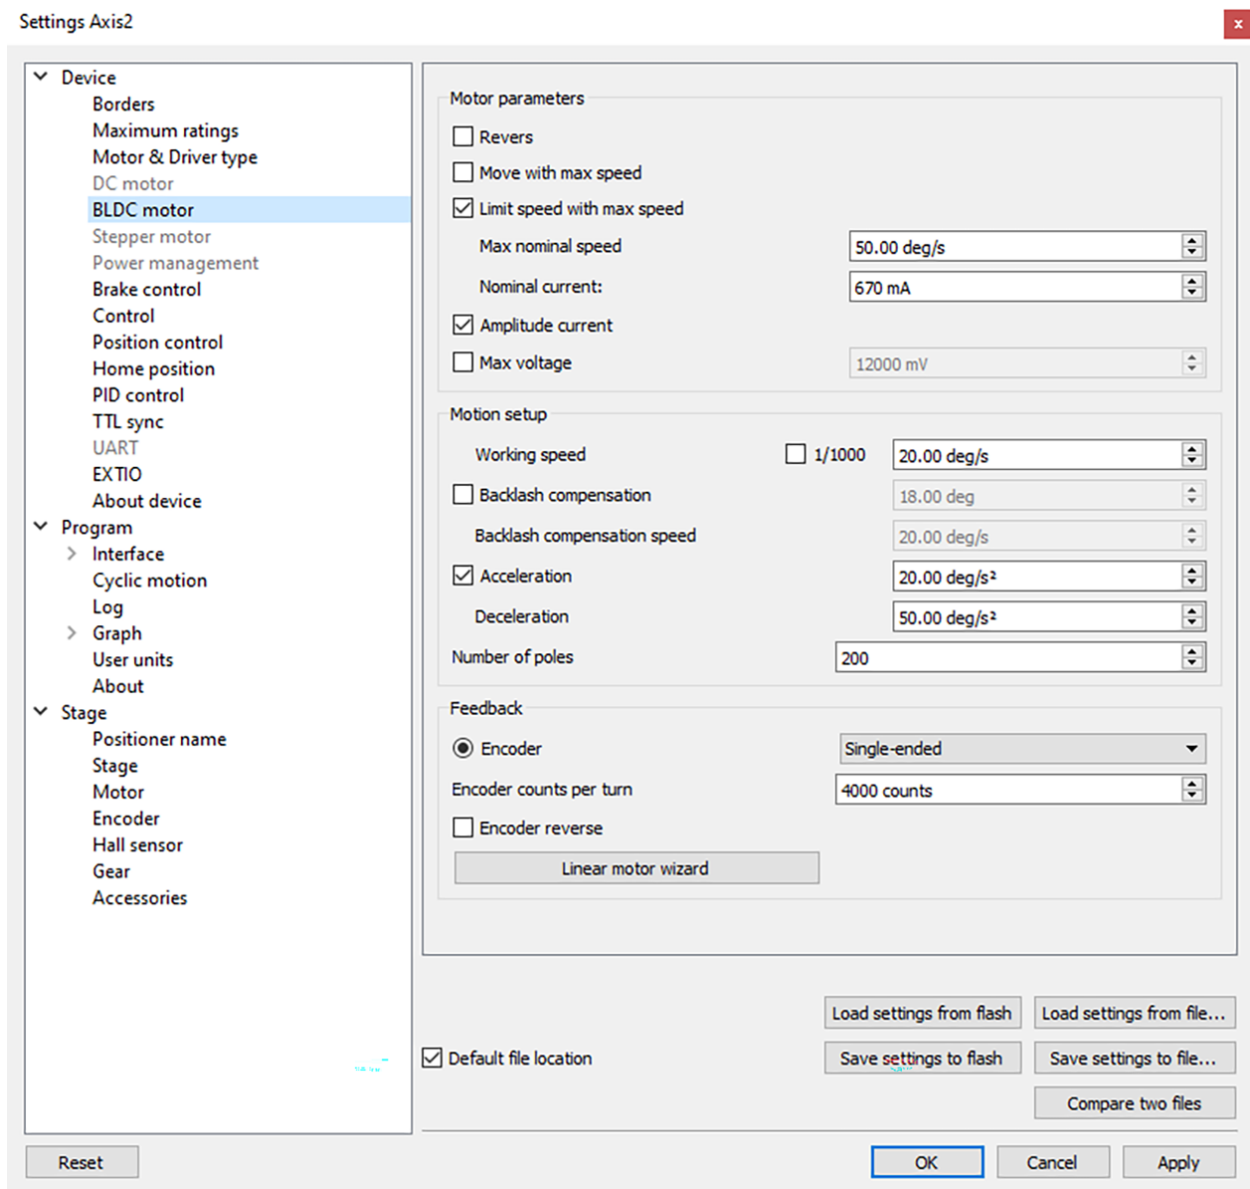 Settings Axis2
x
Device
Borders
Maximum ratings
Motor & Driver type
DC motor
BLDC motor
Stepper motor
Power management
Brake control
Control
Position control
Home position
PID control
TTL sync
UART
EXTIO
About device
Program
Interface
Cyclic motion
Log
Graph
User units
About
Stage
Positioner name
Stage
Motor
Encoder
Hall sensor
Gear
Accessories
Motor parameters
Revers
Move with max speed
Limit speed with max speed
Max nominal speed 50.00 deg/s
Nominal current: 670 mA
Amplitude current
Max voltage 12000 mV
Motion setup
Working speed 1/1000 20.00 deg/s
Backlash compensation 18.00 deg
Backlash compensation speed 20.00 deg/s
Acceleration 20.00 deg/s²
Deceleration 50.00 deg/s²
Number of poles 200
Feedback
Encoder Single-ended
Encoder counts per turn 4000 counts
Encoder reverse
Linear motor wizard
Load settings from flash Load settings from file...
Default file location Save settings to flash Save settings to file...
Compare two files
Reset OK Cancel Apply